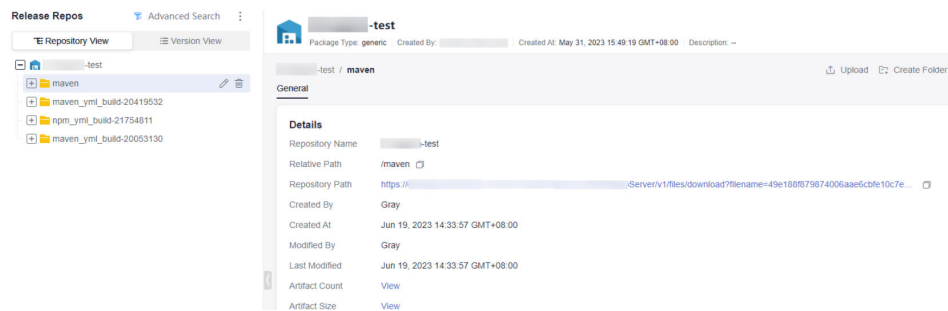 Release Repos
Advanced Search
Repository View
Version View
-test
maven
maven_yml_build-20419532
npm_yml_build-21754811
maven_yml_build-20053130
-test
Package Type: generic Created By: Created At: May 31, 2023 15:49:19 GMT+08:00 Description: --
-test / maven
Upload Create Folder
General
Details
Repository Name -test
Relative Path /maven
Repository Path https:// Server/v1/files/download?filename=49e188f879874006aae6cbfe10c7e...
Created By Gray
Created At Jun 19, 2023 14:33:57 GMT+08:00
Modified By Gray
Last Modified Jun 19, 2023 14:33:57 GMT+08:00
Artifact Count View
Artifact Size View